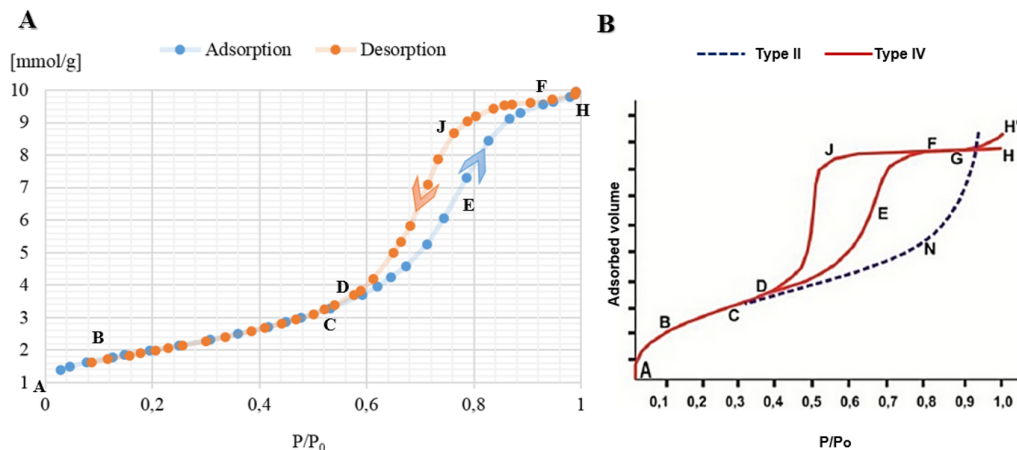 A
Adsorption
Desorption
[mmol/g]
10
9
8
7
6
5
4
3
2
1
0
0,2
0,4
0,6
0,8
1
P/P0
A
B
C
D
E
F
H
J
B
Type II
Type IV
Adsorbed volume
A
B
C
D
E
F
G
H
H'
J
N
0,1
0,2
0,3
0,4
0,5
0,6
0,7
0,8
0,9
1,0
P/Po